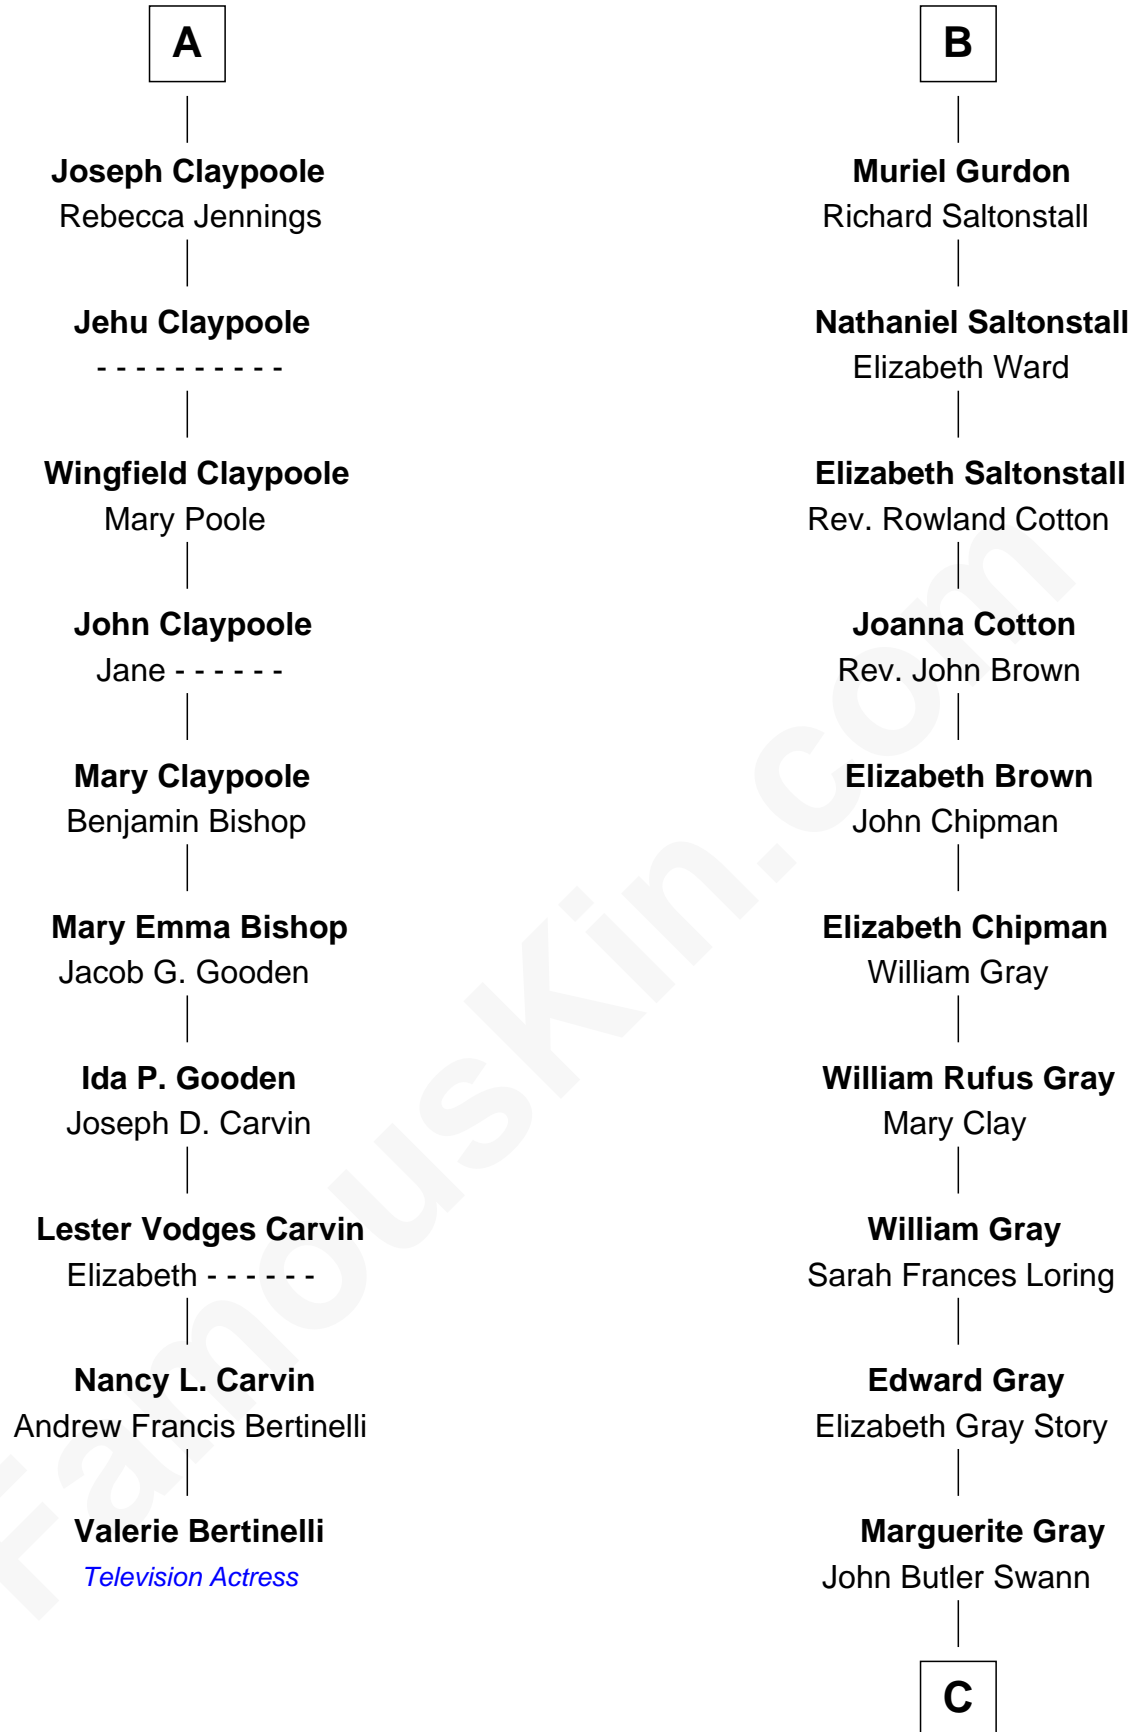 A
Joseph Claypoole
Rebecca Jennings
Jehu Claypoole
- - - - - - - - - -
Wingfield Claypoole
Mary Poole
John Claypoole
Jane - - - - - -
Mary Claypoole
Benjamin Bishop
Mary Emma Bishop
Jacob G. Gooden
Ida P. Gooden
Joseph D. Carvin
Lester Vodges Carvin
Elizabeth - - - - - -
Nancy L. Carvin
Andrew Francis Bertinelli
Valerie Bertinelli
Television Actress
B
Muriel Gurdon
Richard Saltonstall
Nathaniel Saltonstall
Elizabeth Ward
Elizabeth Saltonstall
Rev. Rowland Cotton
Joanna Cotton
Rev. John Brown
Elizabeth Brown
John Chipman
Elizabeth Chipman
William Gray
William Rufus Gray
Mary Clay
William Gray
Sarah Frances Loring
Edward Gray
Elizabeth Gray Story
Marguerite Gray
John Butler Swann
C
FamousKin.com